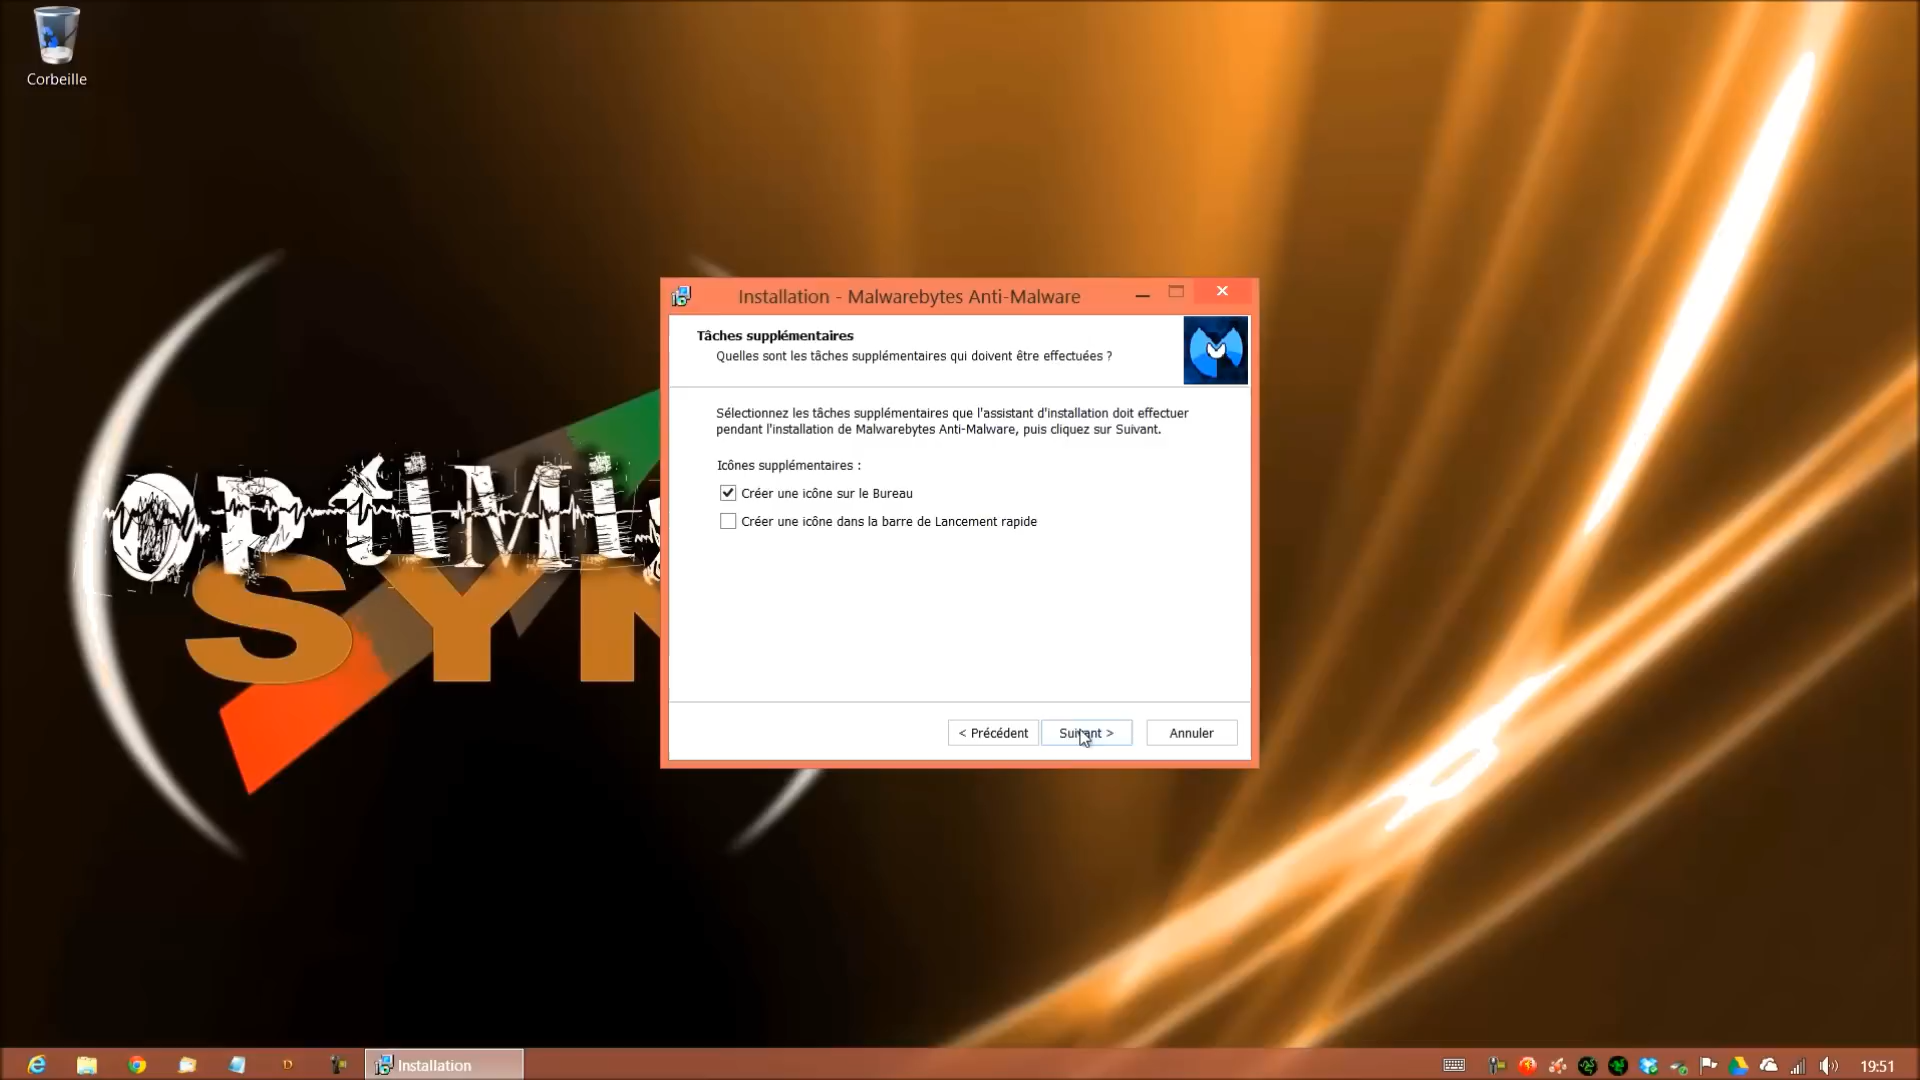 Corbeille
Installation - Malwarebytes Anti-Malware
Tâches supplémentaires
Quelles sont les tâches supplémentaires qui doivent être effectuées ?
Sélectionnez les tâches supplémentaires que l'assistant d'installation doit effectuer
pendant l'installation de Malwarebytes Anti-Malware, puis cliquez sur Suivant.
Icônes supplémentaires :
Créer une icône sur le Bureau
Créer une icône dans la barre de Lancement rapide
< Précédent
Suivant >
Annuler
OPtiMi
SYN
Installation
19:51